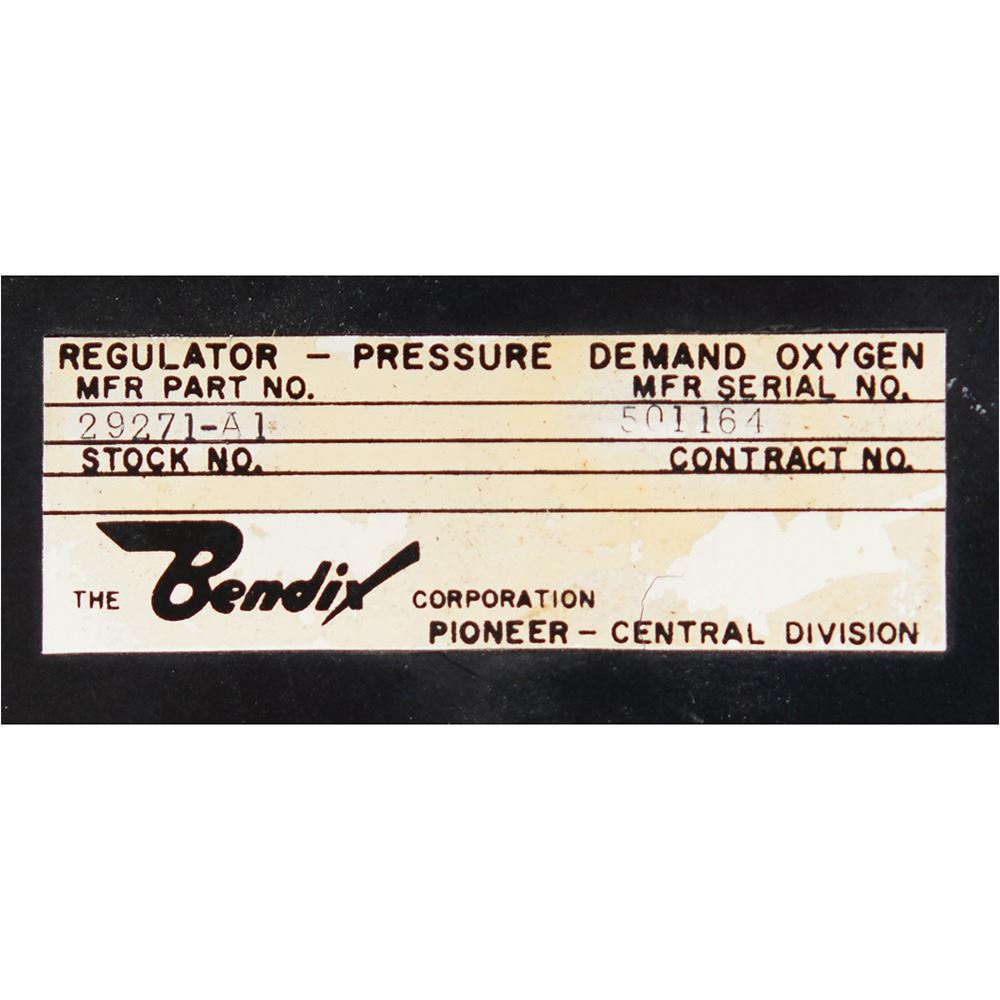 REGULATOR - PRESSURE DEMAND OXYGEN
MFR PART NO. MFR SERIAL NO.
29271-A1 501164
STOCK NO. CONTRACT NO.
THE Bendix CORPORATION
PIONEER - CENTRAL DIVISION